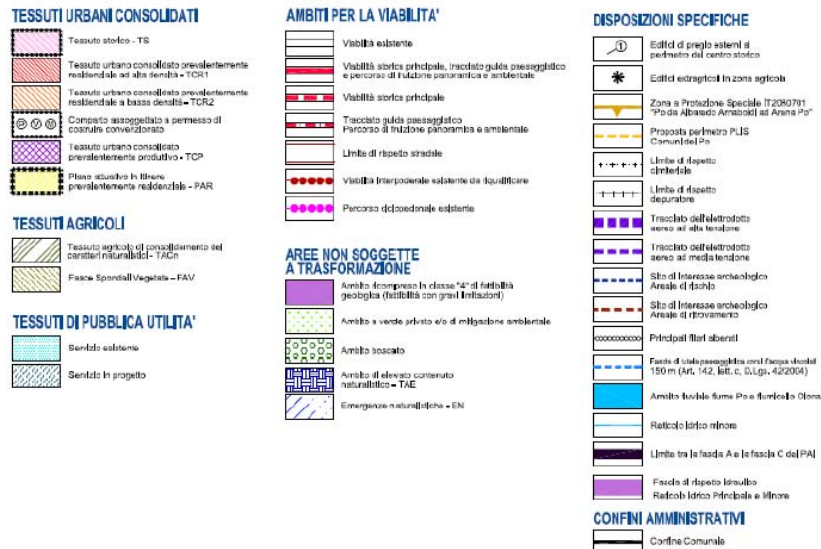 TESSUTI URBANI CONSOLIDATI
Tessuto storico - TS
Tessuto urbano consolidato prevalentemente
residenziale ad alta densità - TCR1
Tessuto urbano consolidato prevalentemente
residenziale a bassa densità - TCR2
P V M
Comparto assoggettato a permesso di
costruire convenzionato
Tessuto urbano consolidato
prevalentemente produttivo - TCP
Piano attuativo in itinere
prevalentemente residenziale - PAR
TESSUTI AGRICOLI
Tessuto agricolo di consolidamento dei
caratteri naturalistici - TACn
Fasce Spondali Vegetate - FAV
TESSUTI DI PUBBLICA UTILITA'
Servizio esistente
Servizio in progetto
AMBITI PER LA VIABILITA'
Viabilità esistente
Viabilità storica principale, tracciato guida paesaggistico
e percorso di fruizione panoramica e ambientale
Viabilità storica principale
Tracciato guida paesaggistico
Percorso di fruizione panoramica e ambientale
Limite di rispetto stradale
Viabilità interpoderale esistente da riqualificare
Percorso ciclopedonale esistente
AREE NON SOGGETTE
A TRASFORMAZIONE
Ambito ricompreso in classe "4" di fattibilità
geologica (fattibilità con gravi limitazioni)
Ambito a verde privato e/o di mitigazione ambientale
Ambito boscato
Ambito di elevato contenuto
naturalistico - TAE
Emergenze naturalistiche - EN
DISPOSIZIONI SPECIFICHE
1
Edifici di pregio esterni al
perimetro del centro storico
Edifici extragricoli in zona agricola
Zona a Protezione Speciale IT2080701
"Po da Albaredo Arnaboldi ad Arena Po"
Proposta perimetro PLIS
Comuni del Po
Limite di rispetto
cimiteriale
Limite di rispetto
depuratore
Tracciato dell'elettrodotto
aereo ad alta tensione
Tracciato dell'elettrodotto
aereo ad media tensione
Sito di interesse archeologico
Areale di rischio
Sito di interesse archeologico
Areale di ritrovamento
Principali filari alberati
Fascia di tutela paesaggistica corsi d'acqua vincolati
150 m (Art. 142, lett. c, D.Lgs. 42/2004)
Ambito fluviale fiume Po e fiumicello Olona
Reticolo idrico minore
Limite tra la fascia A e la fascia C del PAI
Fascia di rispetto idraulico
Reticolo Idrico Principale e Minore
CONFINI AMMINISTRATIVI
Confine Comunale